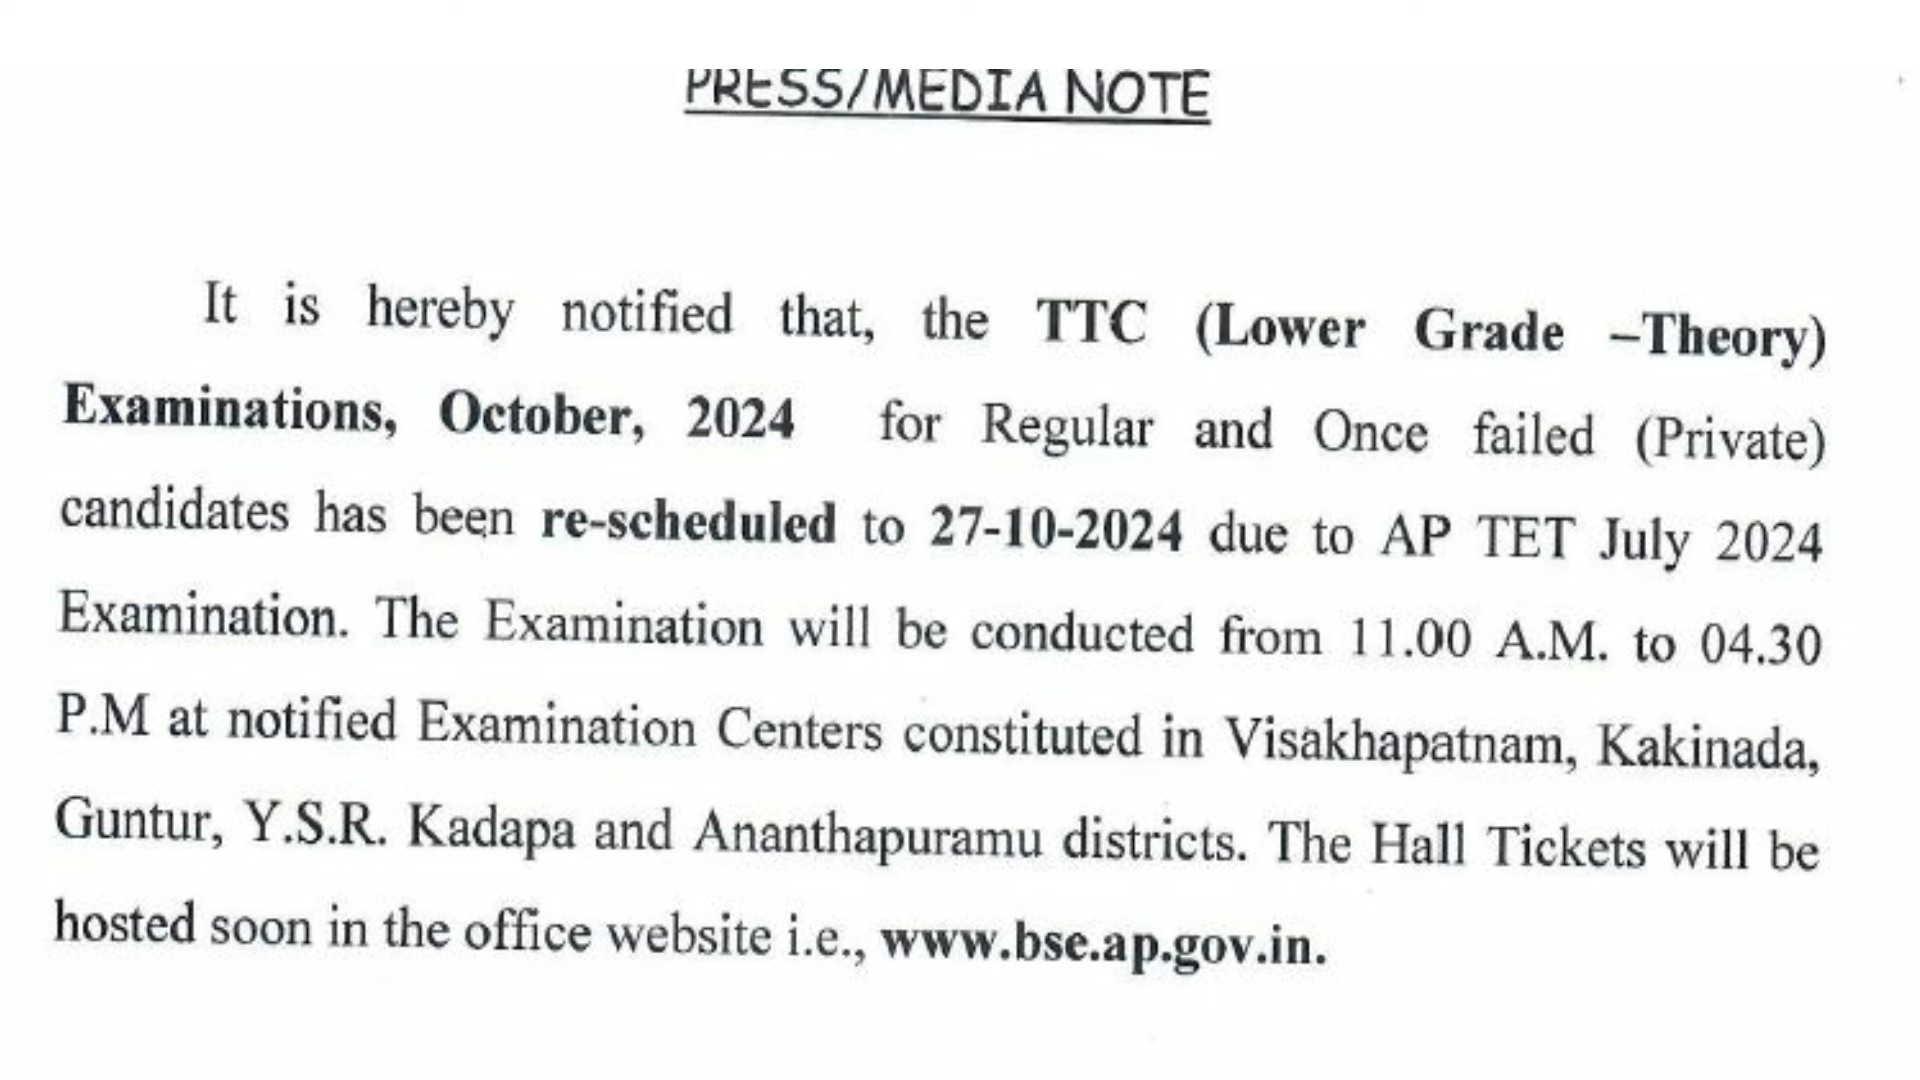 PRESS/MEDIA NOTE
It is hereby notified that, the TTC (Lower Grade –Theory)
Examinations, October, 2024 for Regular and Once failed (Private)
candidates has been re-scheduled to 27-10-2024 due to AP TET July 2024
Examination. The Examination will be conducted from 11.00 A.M. to 04.30
P.M at notified Examination Centers constituted in Visakhapatnam, Kakinada,
Guntur, Y.S.R. Kadapa and Ananthapuramu districts. The Hall Tickets will be
hosted soon in the office website i.e., www.bse.ap.gov.in.